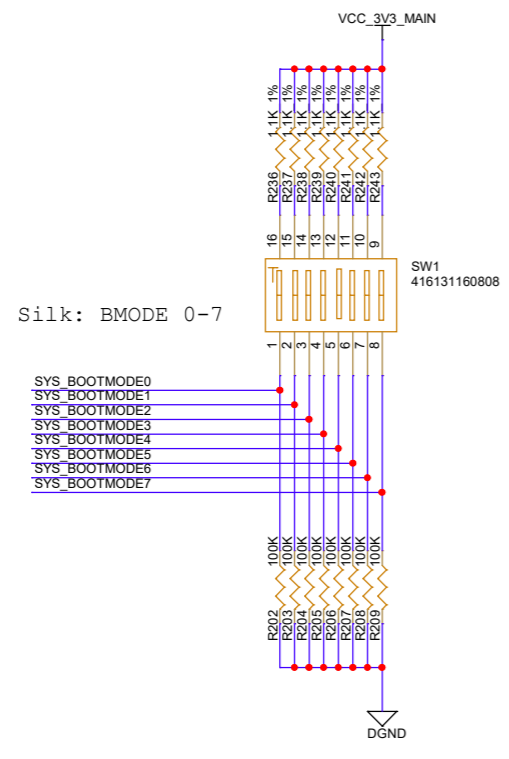 VCC_3V3_MAIN
1.1K 1%
1.1K 1%
1.1K 1%
1.1K 1%
1.1K 1%
1.1K 1%
1.1K 1%
1.1K 1%
R236
R237
R238
R239
R240
R241
R242
R243
16
15
14
13
12
11
10
9
SW1
416131160808
Silk: BMODE 0-7
1
2
3
4
5
6
7
8
SYS_BOOTMODE0
SYS_BOOTMODE1
SYS_BOOTMODE2
SYS_BOOTMODE3
SYS_BOOTMODE4
SYS_BOOTMODE5
SYS_BOOTMODE6
SYS_BOOTMODE7
100K
100K
100K
100K
100K
100K
100K
100K
R202
R203
R204
R205
R206
R207
R208
R209
DGND